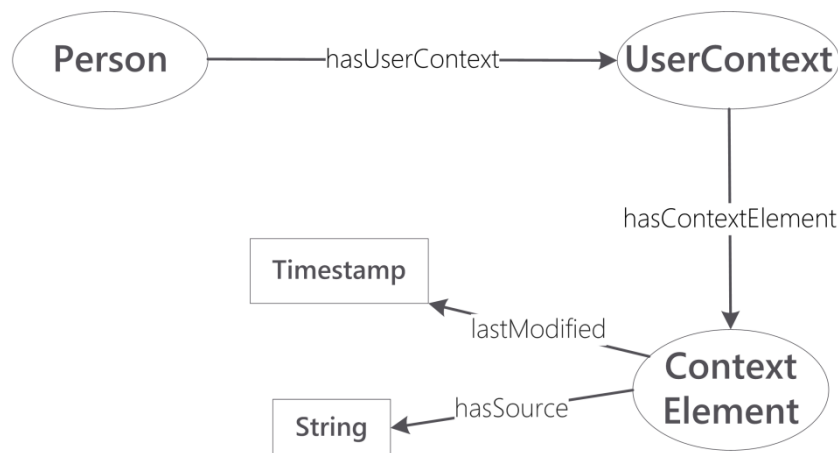 Person
hasUserContext
UserContext
hasContextElement
Timestamp
lastModified
Context
Element
hasSource
String